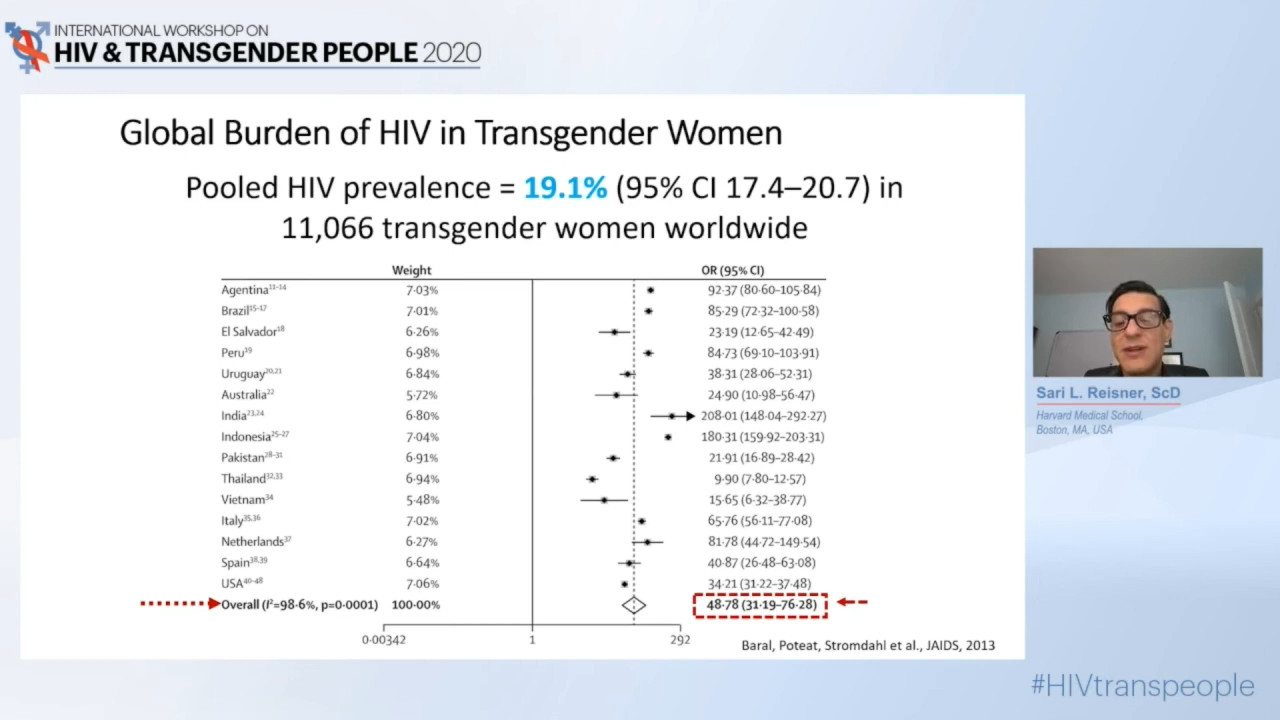 INTERNATIONAL WORKSHOP ON
HIV & TRANSGENDER PEOPLE 2020
Global Burden of HIV in Transgender Women
Pooled HIV prevalence = 19.1% (95% CI 17.4–20.7) in
11,066 transgender women worldwide
Weight OR (95% CI)
Agentina11-14 7·03% 92·37 (80·60–105·84)
Brazil15-17 7·01% 85·29 (72·32–100·58)
El Salvador18 6·26% 23·19 (12·65–42·49)
Peru19 6·98% 84·73 (69·10–103·91)
Uruguay20,21 6·84% 38·31 (28·06–52·31)
Australia22 5·72% 24·90 (10·98–56·47)
India23,24 6·80% 208·01 (148·04–292·27)
Indonesia25-27 7·04% 180·31 (159·92–203·31)
Pakistan28-31 6·91% 21·91 (16·89–28·42)
Thailand32,33 6·94% 9·90 (7·80–12·57)
Vietnam34 5·48% 15·65 (6·32–38·77)
Italy35,36 7·02% 65·76 (56·11–77·08)
Netherlands37 6·27% 81·78 (44·72–149·54)
Spain38,39 6·64% 40·87 (26·48–63·08)
USA40-48 7·06% 34·21 (31·22–37·48)
Overall (I²=98·6%, p=0·0001) 100·00% 48·78 (31·19–76·28)
0·00342 1 292
Baral, Poteat, Stromdahl et al., JAIDS, 2013
Sari L. Reisner, ScD
Harvard Medical School,
Boston, MA, USA
#HIVtranspeople